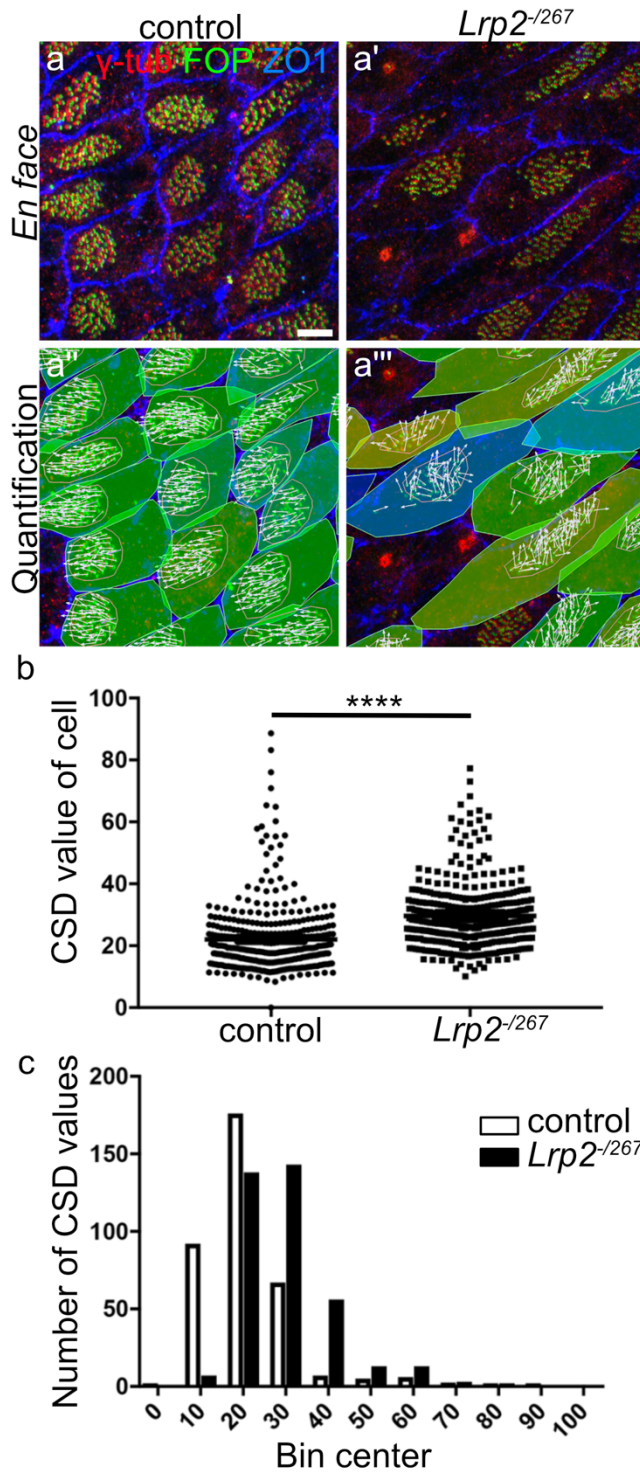 control Lrp2-/267
a a'
γ-tub FOP ZO1
En face
a" a'''
Quantification
b
****
CSD value of cell
100
80
60
40
20
0
control Lrp2-/267
c
Number of CSD values
200
150
100
50
0
control
Lrp2-/267
0 10 20 30 40 50 60 70 80 90 100
Bin center